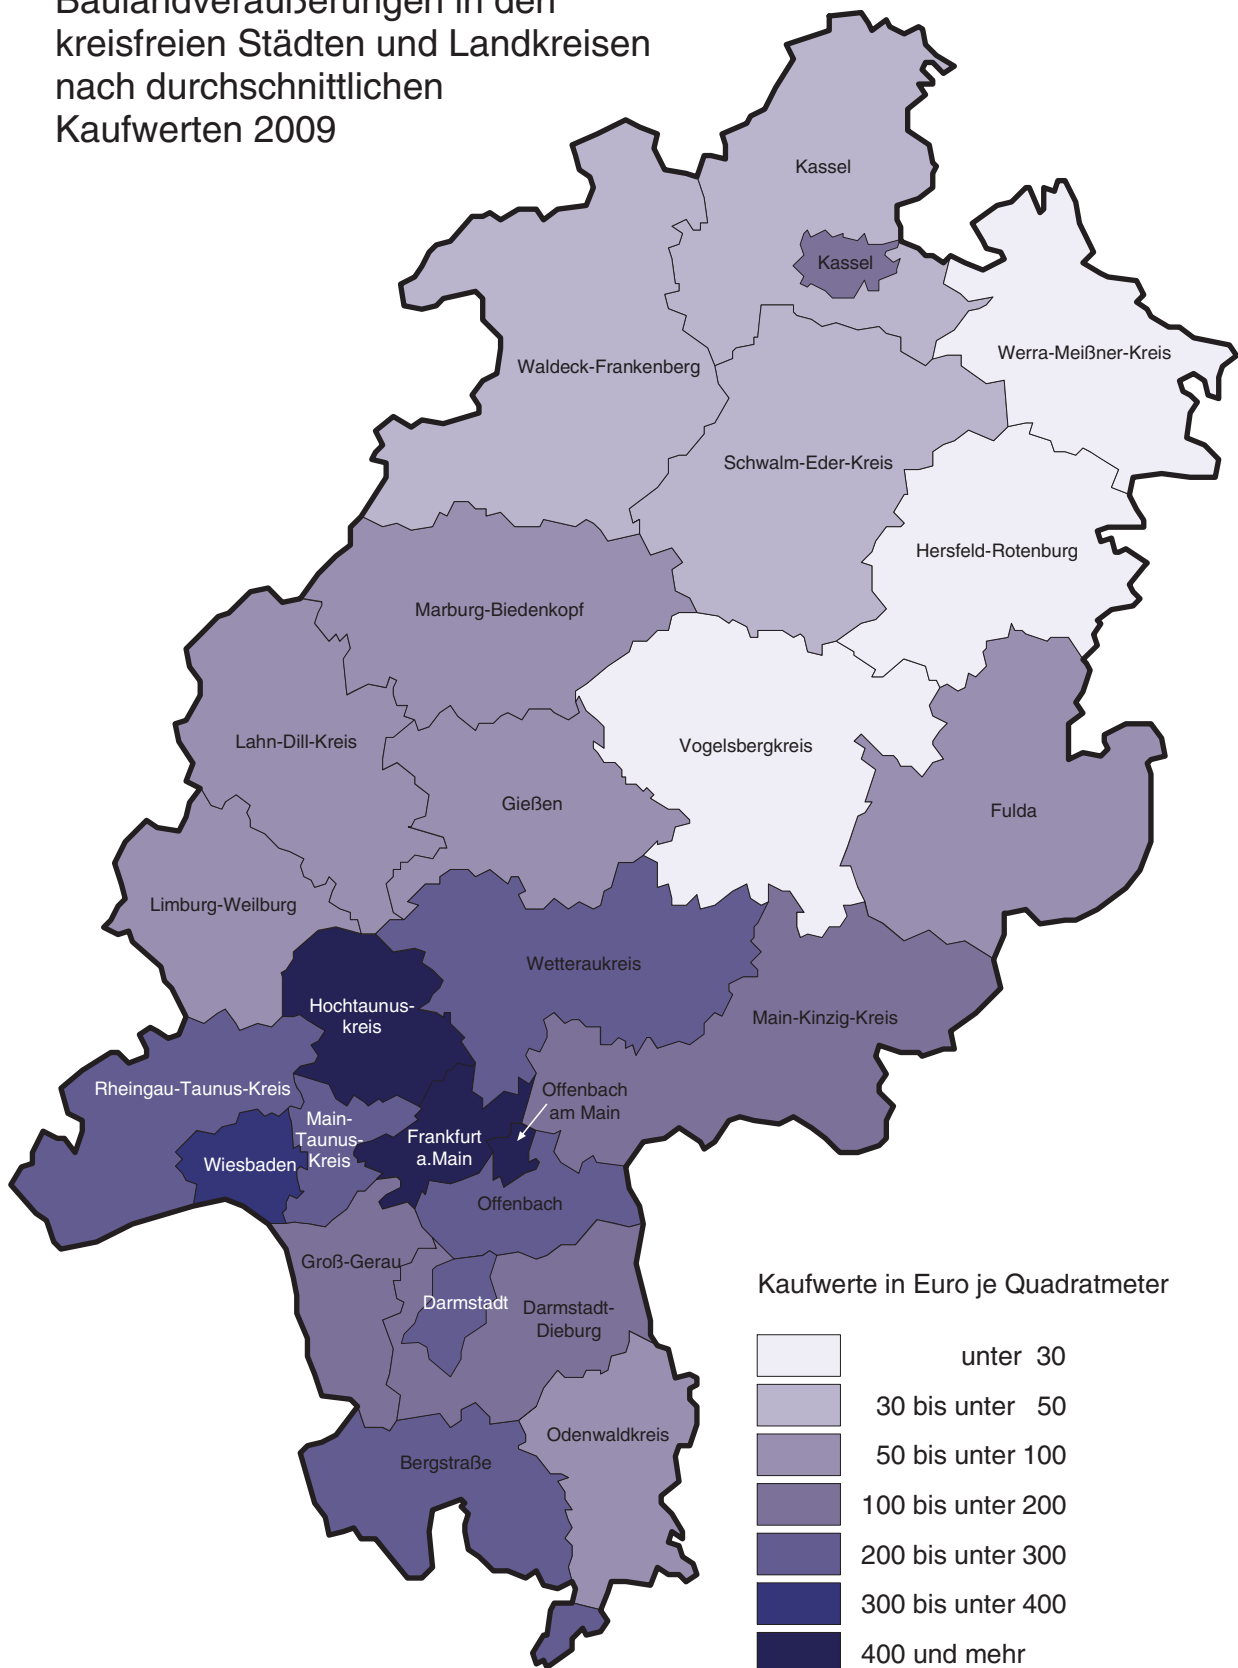 Baulandveräußerungen in den
kreisfreien Städten und Landkreisen
nach durchschnittlichen
Kaufwerten 2009
Kassel
Kassel
Werra-Meißner-Kreis
Waldeck-Frankenberg
Schwalm-Eder-Kreis
Hersfeld-Rotenburg
Marburg-Biedenkopf
Lahn-Dill-Kreis
Vogelsbergkreis
Gießen
Fulda
Limburg-Weilburg
Wetteraukreis
Hochtaunus-
kreis
Main-Kinzig-Kreis
Rheingau-Taunus-Kreis
Offenbach
am Main
Main-
Taunus-
Kreis
Frankfurt
a.Main
Wiesbaden
Offenbach
Groß-Gerau
Darmstadt
Darmstadt-
Dieburg
Odenwaldkreis
Bergstraße
Kaufwerte in Euro je Quadratmeter
unter 30
30 bis unter 50
50 bis unter 100
100 bis unter 200
200 bis unter 300
300 bis unter 400
400 und mehr